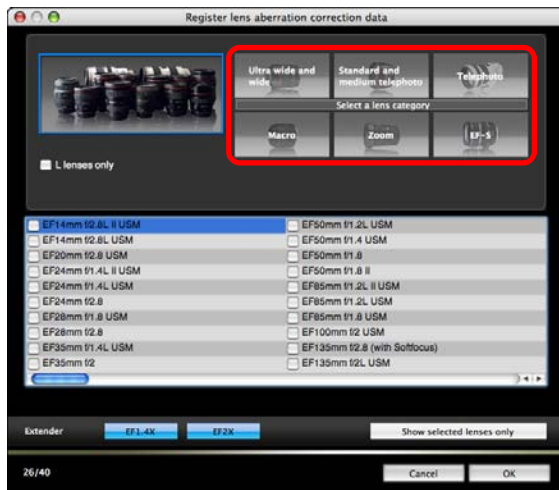 Register lens aberration correction data
Ultra wide and wide
Standard and medium telephoto
Telephoto
Select a lens category
Macro
Zoom
EF-S
L lenses only
EF14mm f/2.8L II USM
EF14mm f/2.8L USM
EF20mm f/2.8 USM
EF24mm f/1.4L II USM
EF24mm f/1.4L USM
EF24mm f/2.8
EF28mm f/1.8 USM
EF28mm f/2.8
EF35mm f/1.4L USM
EF35mm f/2
EF50mm f/1.2L USM
EF50mm f/1.4 USM
EF50mm f/1.8
EF50mm f/1.8 II
EF85mm f/1.2L II USM
EF85mm f/1.2L USM
EF85mm f/1.8 USM
EF100mm f/2 USM
EF135mm f/2.8 (with Softfocus)
EF135mm f/2L USM
Extender
EF1.4X
EF2X
Show selected lenses only
26/40
Cancel
OK